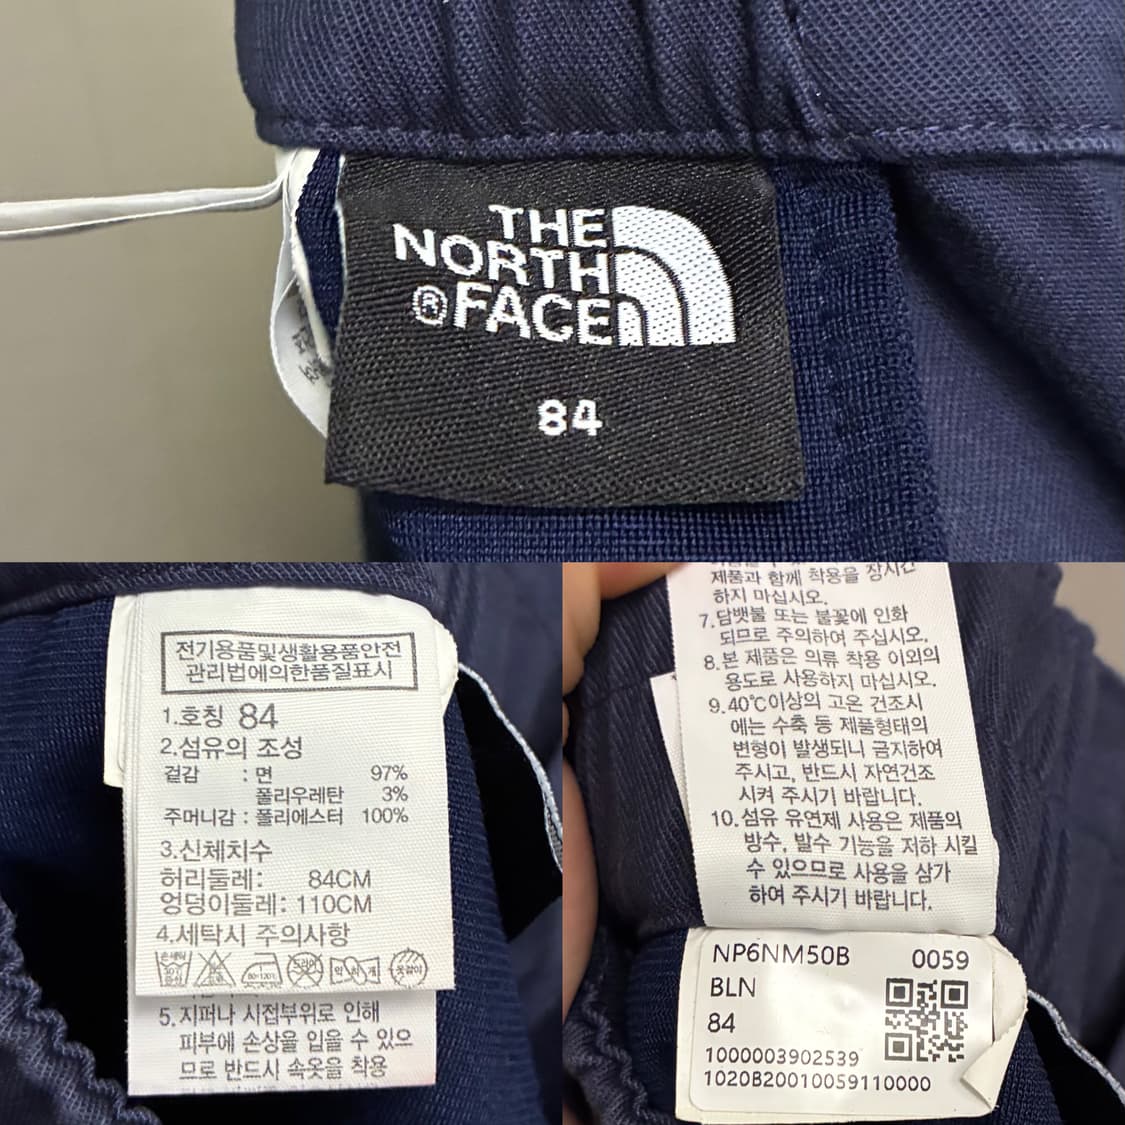 THE
NORTH
® FACE
84
전기용품및생활용품안전
관리법에의한품질표시
1.호칭 84
2.섬유의 조성
겉감 : 면 97%
폴리우레탄 3%
주머니감 : 폴리에스터 100%
3.신체치수
허리둘레: 84CM
엉덩이둘레: 110CM
4.세탁시 주의사항
5.지퍼나 시접부위로 인해
피부에 손상을 입을 수 있으
므로 반드시 속옷을 착용
제품과 함께 착용을 장시간
하지 마십시오.
7.담뱃불 또는 불꽃에 인화
되므로 주의하여 주십시오.
8.본 제품은 의류 착용 이외의
용도로 사용하지 마십시오.
9.40℃이상의 고온 건조시
에는 수축 등 제품형태의
변형이 발생되니 금지하여
주시고, 반드시 자연건조
시켜 주시기 바랍니다.
10.섬유 유연제 사용은 제품의
방수, 발수 기능을 저하 시킬
수 있으므로 사용을 삼가
하여 주시기 바랍니다.
NP6NM50B 0059
BLN
84
1000003902539
1020B20010059110000